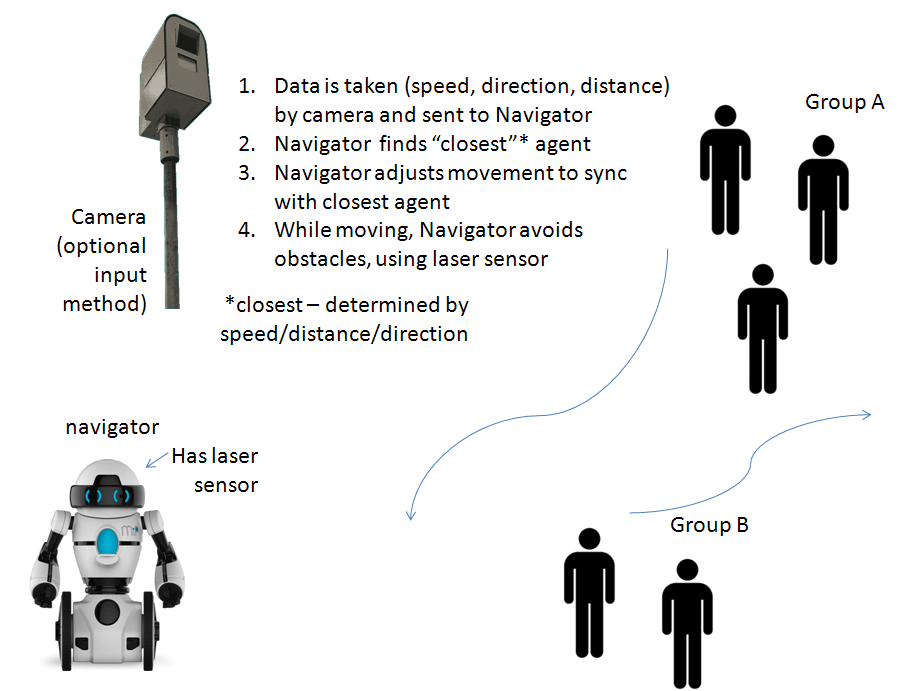 1. Data is taken (speed, direction, distance)
by camera and sent to Navigator
2. Navigator finds “closest”* agent
3. Navigator adjusts movement to sync
with closest agent
4. While moving, Navigator avoids
obstacles, using laser sensor
*closest – determined by
speed/distance/direction
Camera
(optional
input
method)
Group A
navigator
Has laser
sensor
Group B